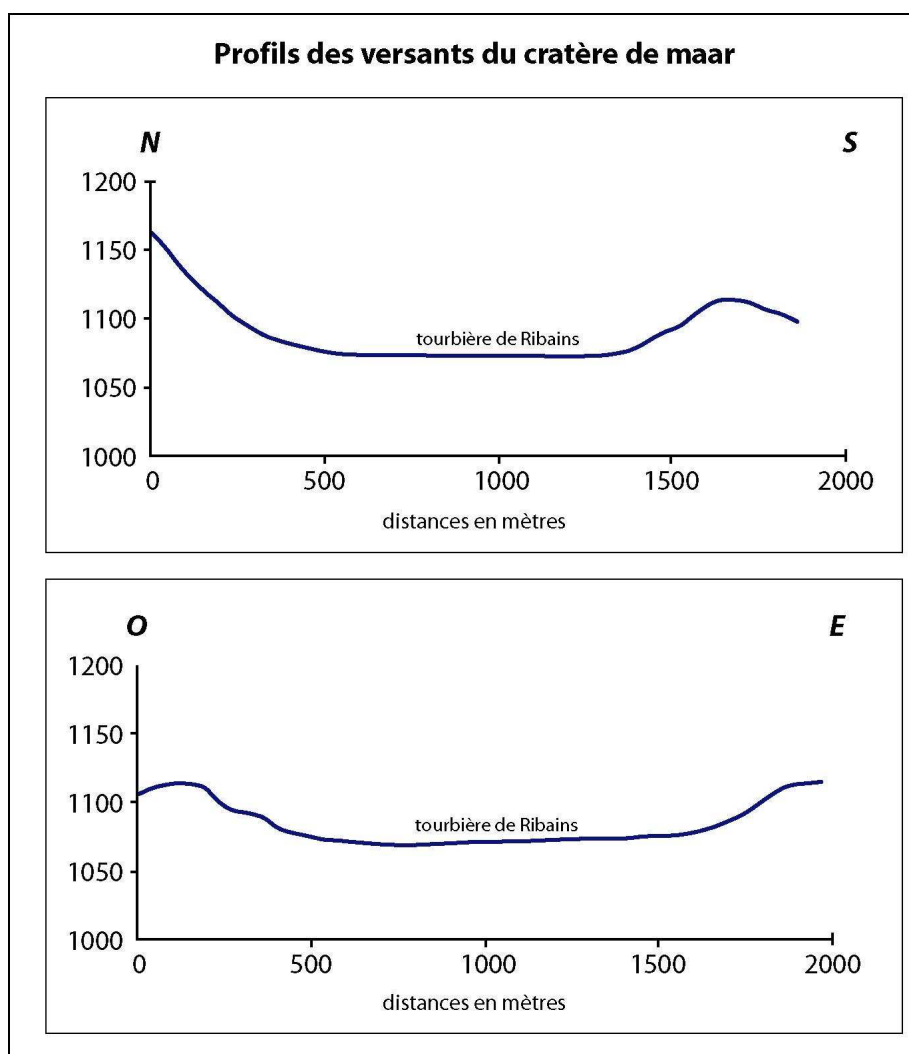 Profils des versants du cratère de maar
N S
1200
1150
1100
tourbière de Ribains
1050
1000
0 500 1000 1500 2000
distances en mètres
O E
1200
1150
1100
tourbière de Ribains
1050
1000
0 500 1000 1500 2000
distances en mètres